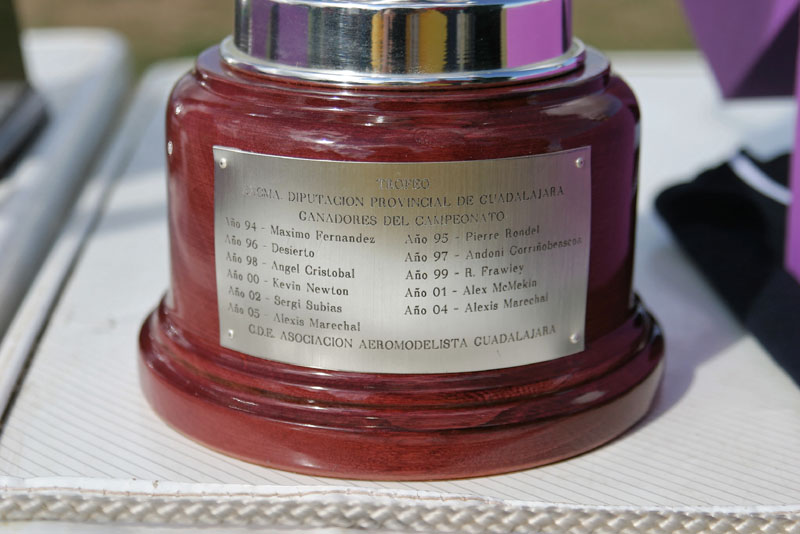 TROFEO
EXCMA. DIPUTACION PROVINCIAL DE GUADALAJARA
GANADORES DEL CAMPEONATO
Año 94 - Maximo Fernandez Año 95 - Pierre Rondel
Año 96 - Desierto Año 97 - Andoni Gorriñobeascoa
Año 98 - Angel Cristobal Año 99 - R. Frawley
Año 00 - Kevin Newton Año 01 - Alex McMekin
Año 02 - Sergi Subias Año 04 - Alexis Marechal
Año 05 - Alexis Marechal
C.D.E. ASOCIACION AEROMODELISTA GUADALAJARA